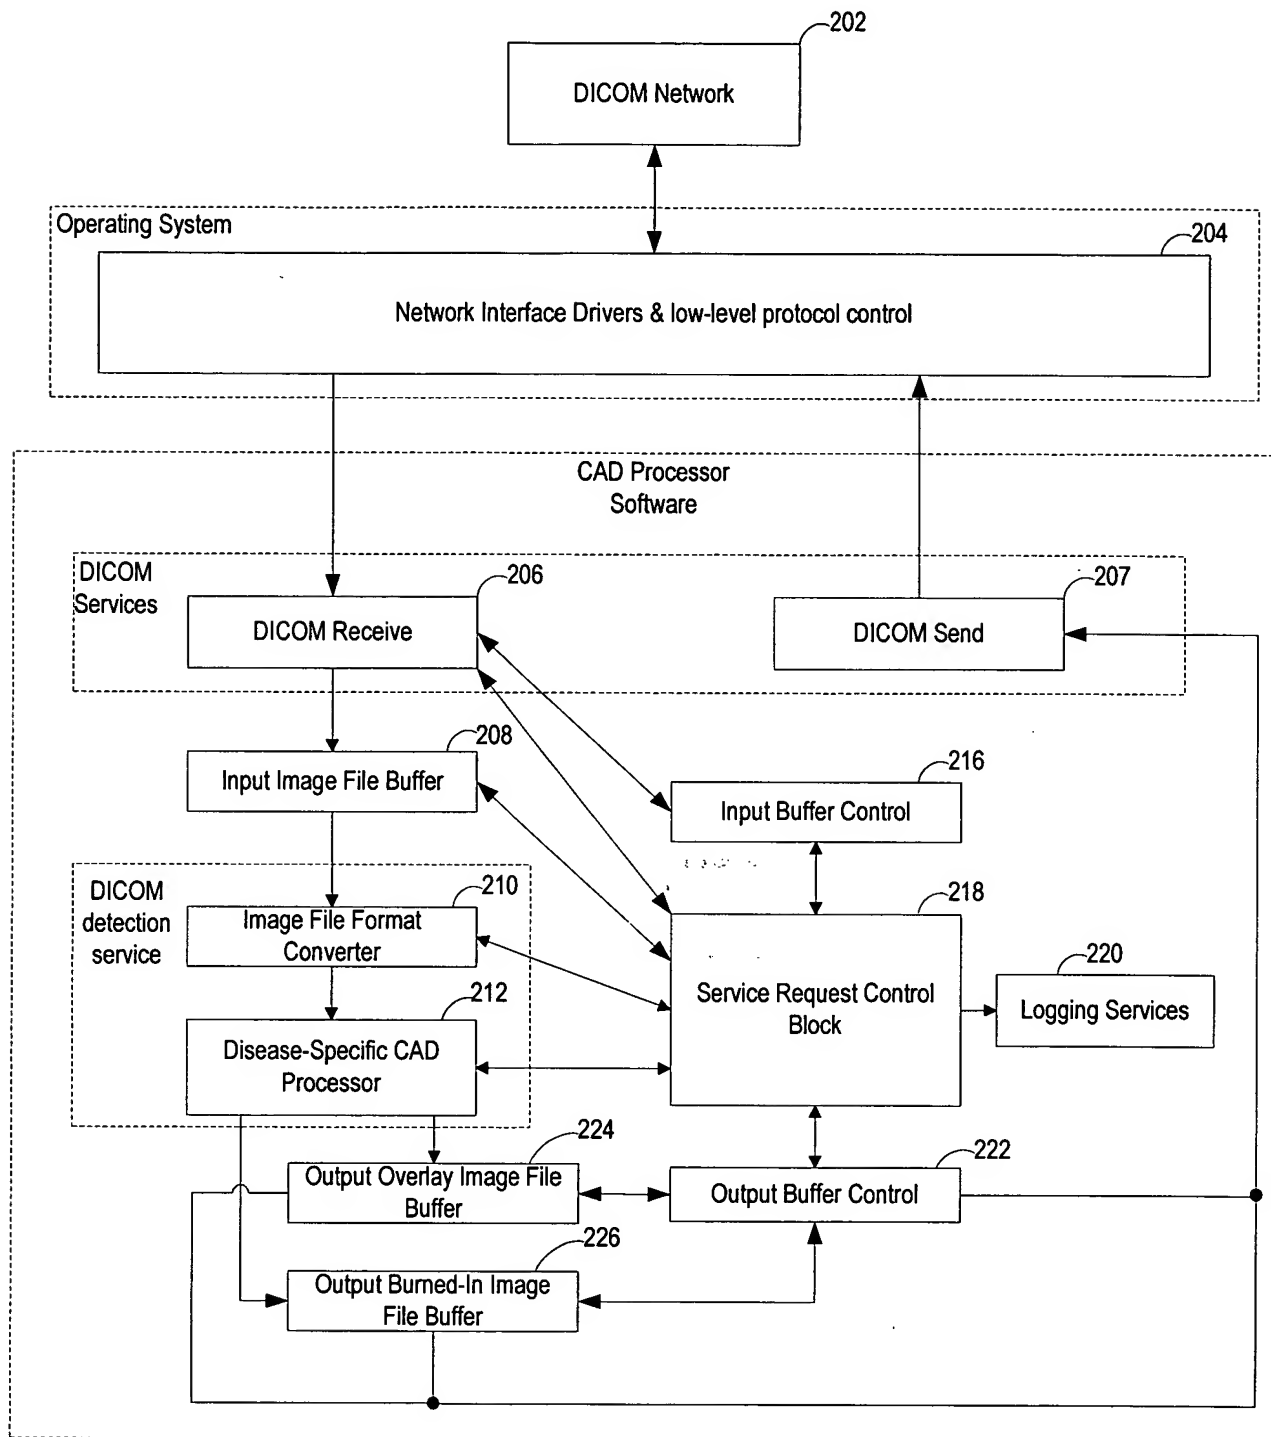 202
DICOM Network
Operating System
204
Network Interface Drivers & low-level protocol control
CAD Processor
Software
DICOM
Services
206
DICOM Receive
207
DICOM Send
208
Input Image File Buffer
216
Input Buffer Control
DICOM
detection
service
210
Image File Format
Converter
218
Service Request Control
Block
220
Logging Services
212
Disease-Specific CAD
Processor
224
Output Overlay Image File
Buffer
222
Output Buffer Control
226
Output Burned-In Image
File Buffer